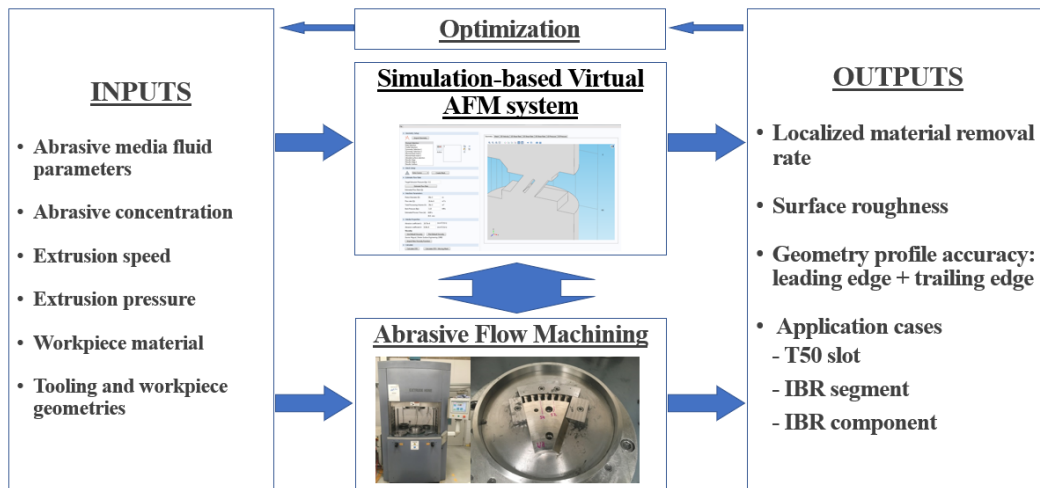 Optimization
INPUTS
• Abrasive media fluid
parameters
• Abrasive concentration
• Extrusion speed
• Extrusion pressure
• Workpiece material
• Tooling and workpiece
geometries
Simulation-based Virtual
AFM system
Abrasive Flow Machining
OUTPUTS
• Localized material removal
rate
• Surface roughness
• Geometry profile accuracy:
leading edge + trailing edge
• Application cases
- T50 slot
- IBR segment
- IBR component